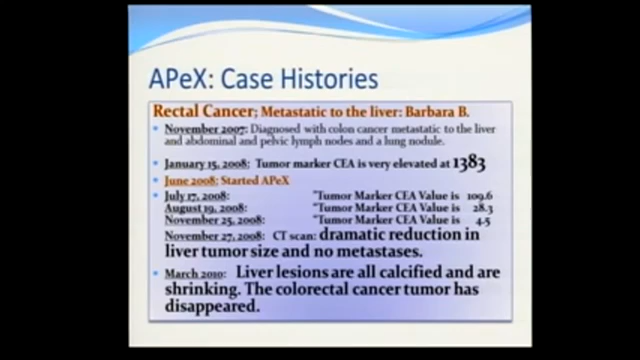 APeX: Case Histories
Rectal Cancer; Metastatic to the liver: Barbara B.
November 2007: Diagnosed with colon cancer metastatic to the liver
and abdominal and pelvic lymph nodes and a lung nodule.
January 15, 2008: Tumor marker CEA is very elevated at 1383
June 2008: Started APeX
July 17, 2008: "Tumor Marker CEA Value is 109.6
August 19, 2008: "Tumor Marker CEA Value is 28.3
November 25, 2008: "Tumor Marker CEA Value is 4.5
November 27, 2008: CT scan: dramatic reduction in
liver tumor size and no metastases.
March 2010: Liver lesions are all calcified and are
shrinking. The colorectal cancer tumor has
disappeared.